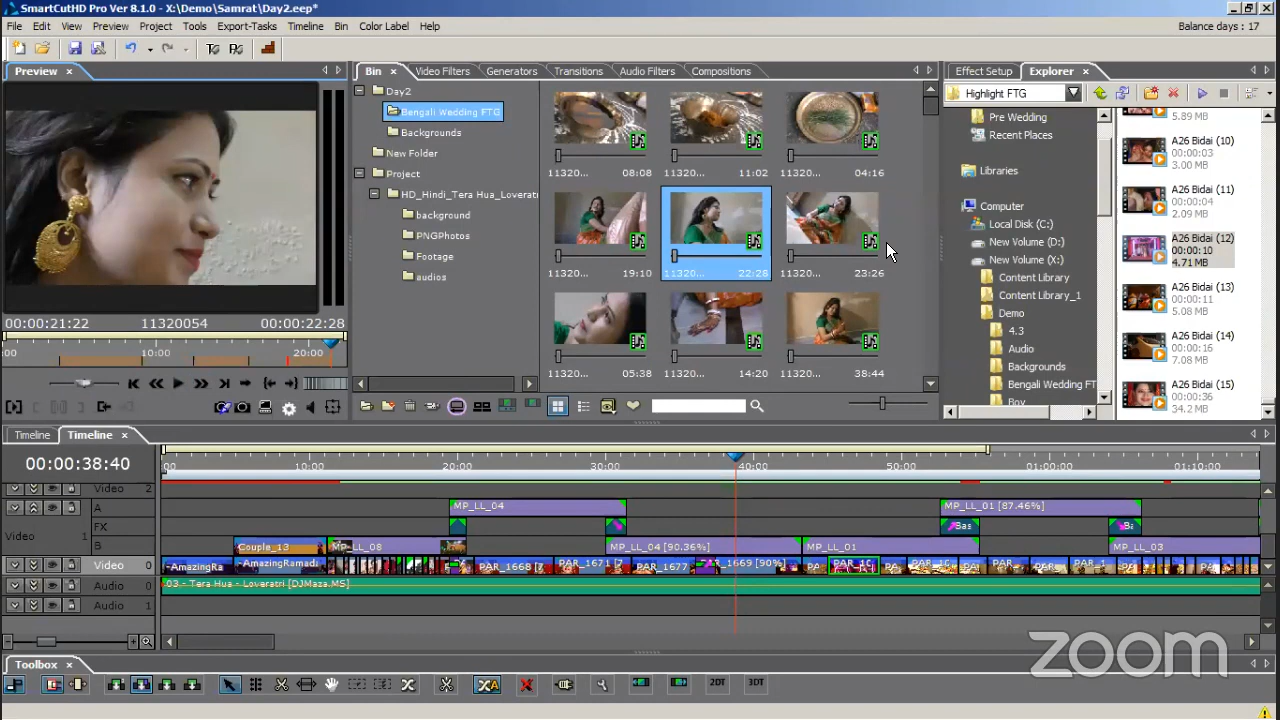 SmartCutHD Pro Ver 8.1.0 - X:\Demo\Samrat\Day2.eep*
File Edit View Preview Project Tools Export-Tasks Timeline Bin Color Label Help
Balance days : 17
Preview
Bin
Video Filters
Generators
Transitions
Audio Filters
Compositions
Effect Setup
Explorer
Day2
Bengali Wedding FTG
Backgrounds
New Folder
Project
HD_Hindi_Tera Hua_Loveratri
background
PNGPhotos
Footage
audios
08:08
11320... 11:02
11320... 04:16
11320... 19:10
11320... 22:28
11320... 23:26
11320... 05:38
11320... 14:20
11320... 38:44
Highlight FTG
Pre Wedding
Recent Places
Libraries
Computer
Local Disk (C:)
New Volume (D:)
New Volume (X:)
Content Library
Content Library_1
Demo
4.3
Audio
Backgrounds
Bengali Wedding FT
Boy
5.89 MB
A26 Bidai (10)
00:00:03
3.00 MB
A26 Bidai (11)
00:00:04
2.09 MB
A26 Bidai (12)
00:00:10
4.71 MB
A26 Bidai (13)
00:00:11
5.08 MB
A26 Bidai (14)
00:00:16
7.08 MB
A26 Bidai (15)
00:00:36
34.2 MB
00:00:21:22 11320054 00:00:22:28
:00 10:00 20:00
Timeline
Timeline
00:00:38:40
:00 10:00 20:00 30:00 40:00 50:00 01:00:00 01:10:00
Video 2
A
MP_LL_04
MP_LL_01 [87.46%]
FX
Bas
Ba
Video 1
B
Couple_13
MP_LL_08
MP_LL_04 [90.36%]
MP_LL_01
MP_LL_03
Video 0
-AmazingRa
-AmazingRamadi
PAR_1668 [7
PAR_1671 [7
PAR_1677
R_1669 [90%]
Audio 0
03 - Tera Hua - Loveratri [DJMaza.MS]
Audio 1
zoom
Toolbox
2DT
3DT